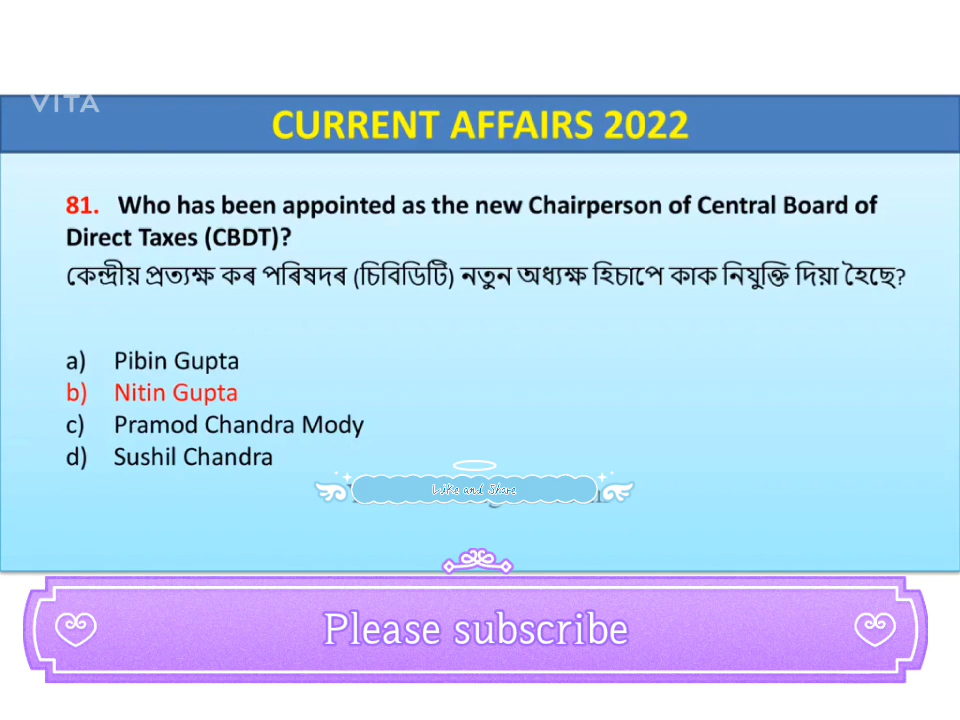 VITA
CURRENT AFFAIRS 2022
81. Who has been appointed as the new Chairperson of Central Board of
Direct Taxes (CBDT)?
কেন্দ্ৰীয় প্ৰত্যক্ষ কৰ পৰিষদৰ (চিবিডিটি) নতুন অধ্যক্ষ হিচাপে কাক নিযুক্তি দিয়া হৈছে?
a) Pibin Gupta
b) Nitin Gupta
c) Pramod Chandra Mody
d) Sushil Chandra
Like and Share
Please subscribe